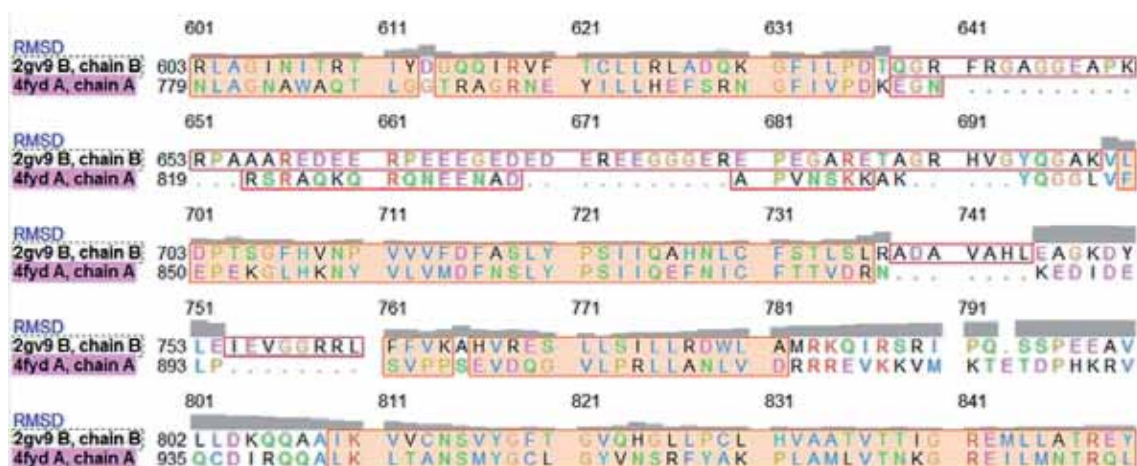 601 611 621 631 641
RMSD
2gv9 B, chain B 603 RLAGINITRT IYDGQQIRVF TCLLRLADQK GFILPDTQGR FRGAGGEAPK
4fyd A, chain A 779 NLAGNAWAQT LGGTRAGRNE YILLHEFSRN GFIVPDKEGN . . . . . . . . . .
651 661 671 681 691
RMSD
2gv9 B, chain B 653 RPAAAREDEE RPEEEGEDED EREEGGGERE PEGARETAGR HVGYQGAKVL
4fyd A, chain A 819 . . . RSRAQKQ RQNEENAD . . . . . . . . . . . A PVNSKKAK . . . . . YQGGLVF
701 711 721 731 741
RMSD
2gv9 B, chain B 703 DPTSGFHVNP VVVFDFASLY PSIIQAHNLC FSTLSLRADA VAHLEAGKDY
4fyd A, chain A 850 EPEKGLHKNY VLVMDFNSLY PSIIQEFNIC FTTVDRN . . . . . . . KEDIDE
751 761 771 781 791
RMSD
2gv9 B, chain B 753 LEIEVGGRRL FFVKAHVRES LLSILLRDWL AMRKQIRSRI PQ.SSPEEAV
4fyd A, chain A 893 LP . . . . . . . . SVPPSEVDQG VLPRLLANLV DRRREVKKVM KTETDPHKRV
801 811 821 831 841
RMSD
2gv9 B, chain B 802 LLDKQQAAIK VVCNSVYGFT GVQHGLLPCL HVAATVTTIG REMLLATREY
4fyd A, chain A 935 QCDIRQQALK LTANSMYGCL GYVNSRFYAK PLAMLVTNKG REILMNTRQL